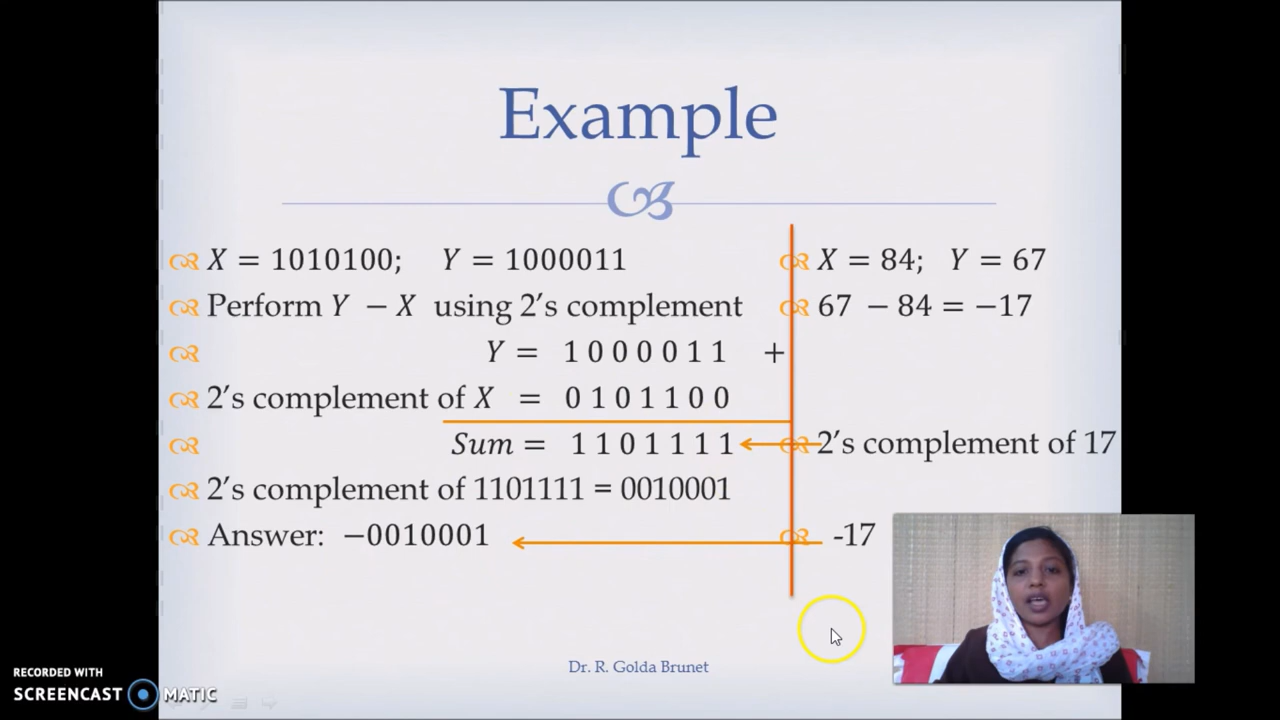 Example
X = 1010100; Y = 1000011
X = 84; Y = 67
Perform Y − X using 2's complement
67 − 84 = −17
Y = 1 0 0 0 0 1 1 +
2's complement of X = 0 1 0 1 1 0 0
Sum = 1 1 0 1 1 1 1
2's complement of 17
2's complement of 1101111 = 0010001
Answer: −0010001
-17
Dr. R. Golda Brunet
RECORDED WITH
SCREENCAST MATIC